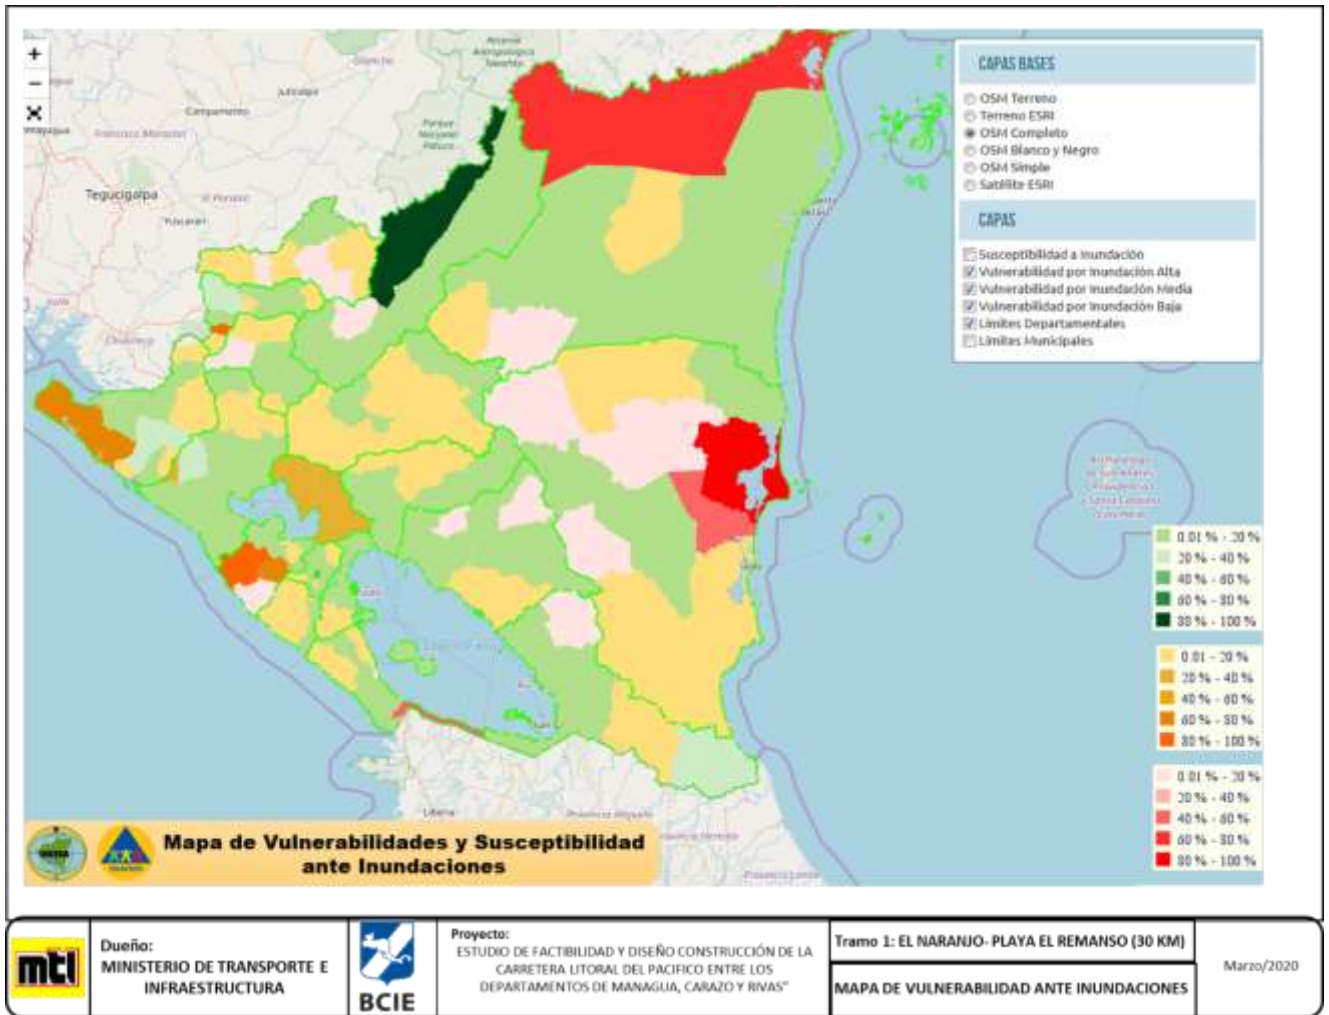 +
−
Campamento
Juticalpa
Tegucigalpa
Liberia
CAPAS BASES
OSM Terreno
Terreno ESRI
OSM Completo
OSM Blanco y Negro
OSM Simple
Satélite ESRI
CAPAS
Susceptibilidad a Inundación
Vulnerabilidad por Inundación Alta
Vulnerabilidad por Inundación Media
Vulnerabilidad por Inundación Baja
Límites Departamentales
Límites Municipales
0.01 % - 20 %
20 % - 40 %
40 % - 60 %
60 % - 80 %
80 % - 100 %
0.01 - 20 %
20 % - 40 %
40 % - 60 %
60 % - 80 %
80 % - 100 %
0.01 % - 20 %
20 % - 40 %
40 % - 60 %
60 % - 80 %
80 % - 100 %
Mapa de Vulnerabilidades y Susceptibilidad
ante Inundaciones
mti
Dueño:
MINISTERIO DE TRANSPORTE E
INFRAESTRUCTURA
BCIE
Proyecto:
ESTUDIO DE FACTIBILIDAD Y DISEÑO CONSTRUCCIÓN DE LA
CARRETERA LITORAL DEL PACIFICO ENTRE LOS
DEPARTAMENTOS DE MANAGUA, CARAZO Y RIVAS"
Tramo 1: EL NARANJO- PLAYA EL REMANSO (30 KM)
MAPA DE VULNERABILIDAD ANTE INUNDACIONES
Marzo/2020